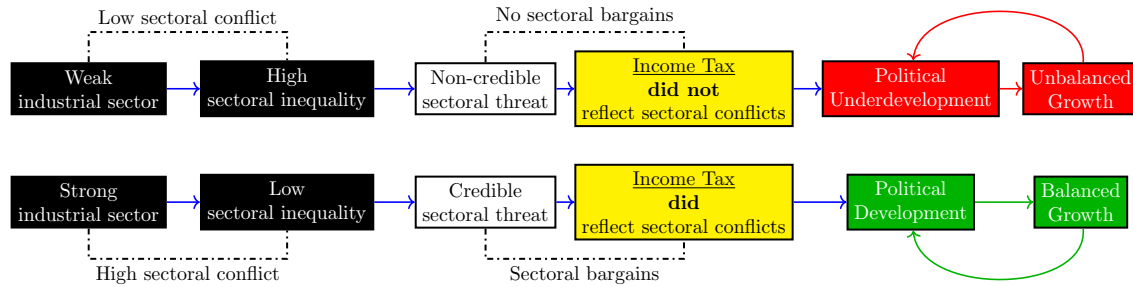 Low sectoral conflict
No sectoral bargains
Weak
industrial sector
High
sectoral inequality
Non-credible
sectoral threat
Income Tax
did not
reflect sectoral conflicts
Political
Underdevelopment
Unbalanced
Growth
Strong
industrial sector
Low
sectoral inequality
Credible
sectoral threat
Income Tax
did
reflect sectoral conflicts
Political
Development
Balanced
Growth
High sectoral conflict
Sectoral bargains